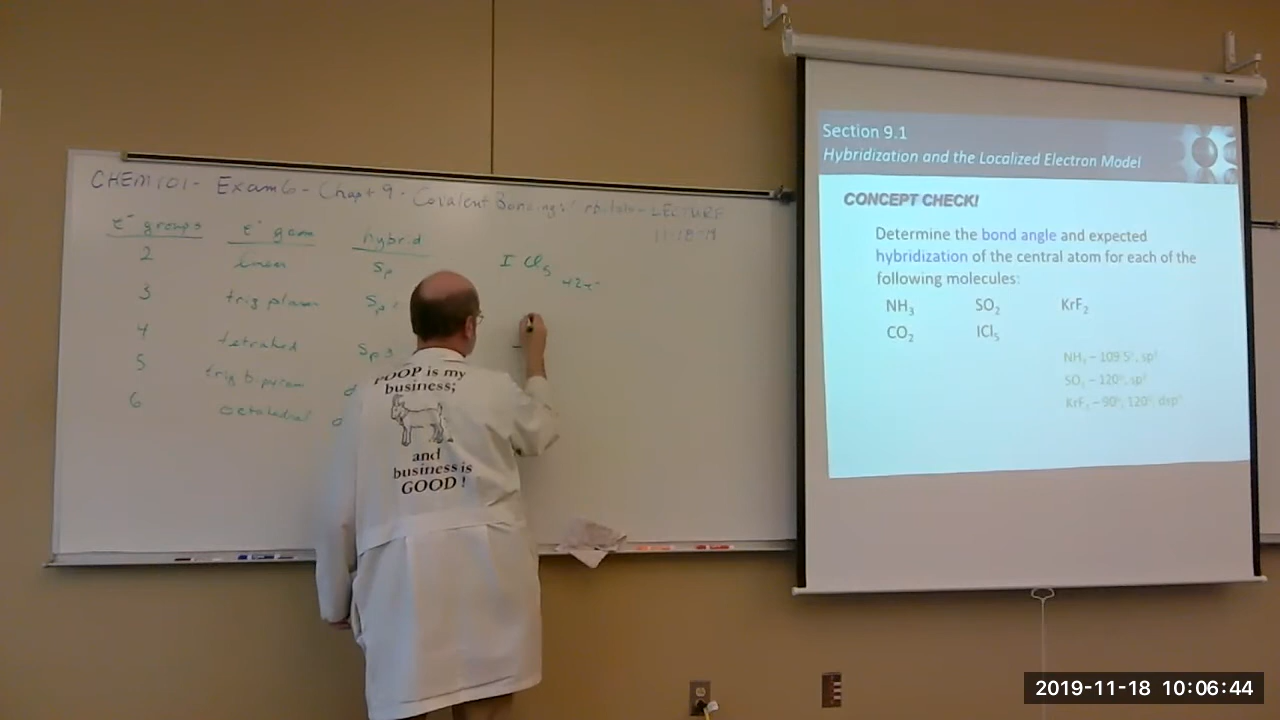 CHEM 101 - Exam 6 - Chapt 9 - Covalent Bonding: LECTURE
11-18-19
e⁻ groups e⁻ geom hybrid
2 linear sp
3 trig planar sp
4 tetrahed sp3
5 trig bipyram d
6 octahedral d
I Cl5
42e⁻
POOP is my
business;
and
business is
GOOD!
Section 9.1
Hybridization and the Localized Electron Model
CONCEPT CHECK!
Determine the bond angle and expected
hybridization of the central atom for each of the
following molecules:
NH₃ SO₂ KrF₂
CO₂ ICl₅
NH₃ – 109.5°, sp³
SO₂ – 120°, sp²
KrF₂ – 90°, 120°, dsp³
2019-11-18 10:06:44